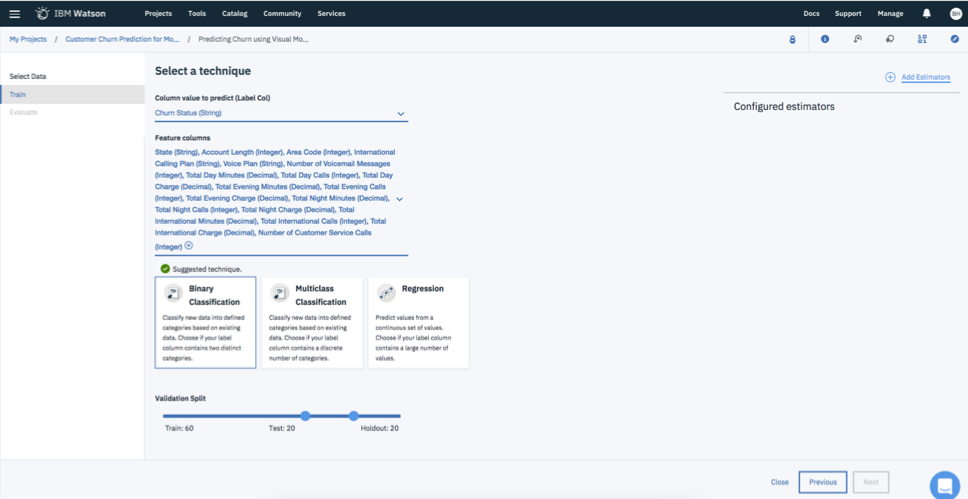 IBM Watson
Projects Tools Catalog Community Services
Docs Support Manage
BH
My Projects / Customer Churn Prediction for Mo... / Predicting Churn using Visual Mo...
Select Data
Train
Evaluate
Select a technique
Column value to predict (Label Col)
Churn Status (String)
Feature columns
State (String), Account Length (Integer), Area Code (Integer), International
Calling Plan (String), Voice Plan (String), Number of Voicemail Messages
(Integer), Total Day Minutes (Decimal), Total Day Calls (Integer), Total Day
Charge (Decimal), Total Evening Minutes (Decimal), Total Evening Calls
(Integer), Total Evening Charge (Decimal), Total Night Minutes (Decimal),
Total Night Calls (Integer), Total Night Charge (Decimal), Total
International Minutes (Decimal), Total International Calls (Integer), Total
International Charge (Decimal), Number of Customer Service Calls
(Integer)
Suggested technique.
Binary
Classification
Classify new data into defined
categories based on existing
data. Choose if your label
column contains two distinct
categories.
Multiclass
Classification
Classify new data into defined
categories based on existing
data. Choose if your label
column contains a discrete
number of categories.
Regression
Predict values from a
continuous set of values.
Choose if your label column
contains a large number of
values.
Validation Split
Train: 60
Test: 20
Holdout: 20
Add Estimators
Configured estimators
Close
Previous
Next